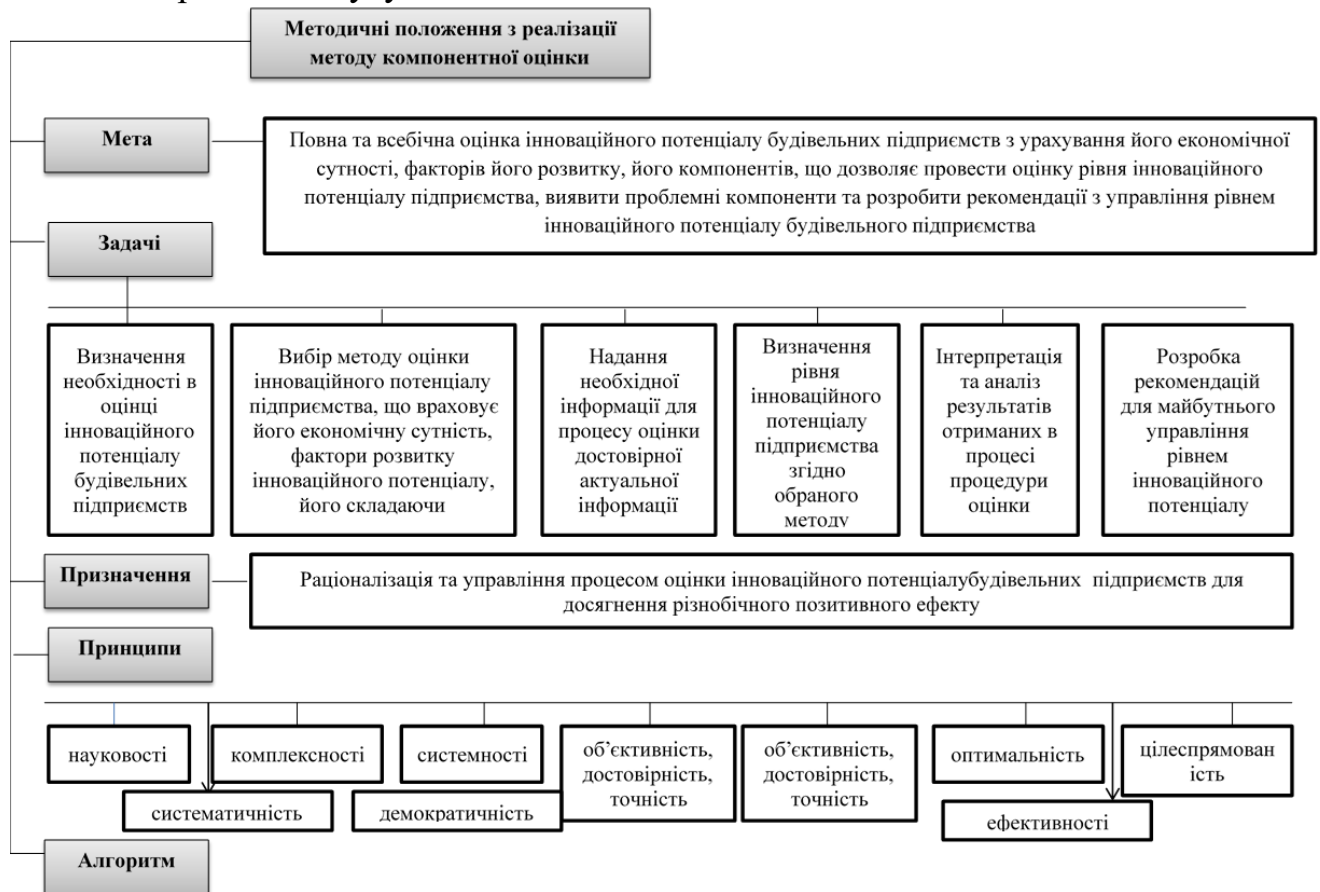 Методичні положення з реалізації
методу компонентної оцінки
Мета
Повна та всебічна оцінка інноваційного потенціалу будівельних підприємств з урахування його економічної
сутності, факторів його розвитку, його компонентів, що дозволяє провести оцінку рівня інноваційного
потенціалу підприємства, виявити проблемні компоненти та розробити рекомендації з управління рівнем
інноваційного потенціалу будівельного підприємства
Задачі
Визначення
необхідності в
оцінці
інноваційного
потенціалу
будівельних
підприємств
Вибір методу оцінки
інноваційного потенціалу
підприємства, що враховує
його економічну сутність,
фактори розвитку
інноваційного потенціалу,
його складаючи
Надання
необхідної
інформації для
процесу оцінки
достовірної
актуальної
інформації
Визначення
рівня
інноваційного
потенціалу
підприємства
згідно
обраного
методу
Інтерпретація
та аналіз
результатів
отриманих в
процесі
процедури
оцінки
Розробка
рекомендацій
для майбутнього
управління
рівнем
інноваційного
потенціалу
Призначення
Раціоналізація та управління процесом оцінки інноваційного потенціалубудівельних підприємств для
досягнення різнобічного позитивного ефекту
Принципи
науковості
комплексності
системності
об’єктивність,
достовірність,
точність
об’єктивність,
достовірність,
точність
оптимальність
цілеспрямован
ість
систематичність
демократичність
ефективності
Алгоритм